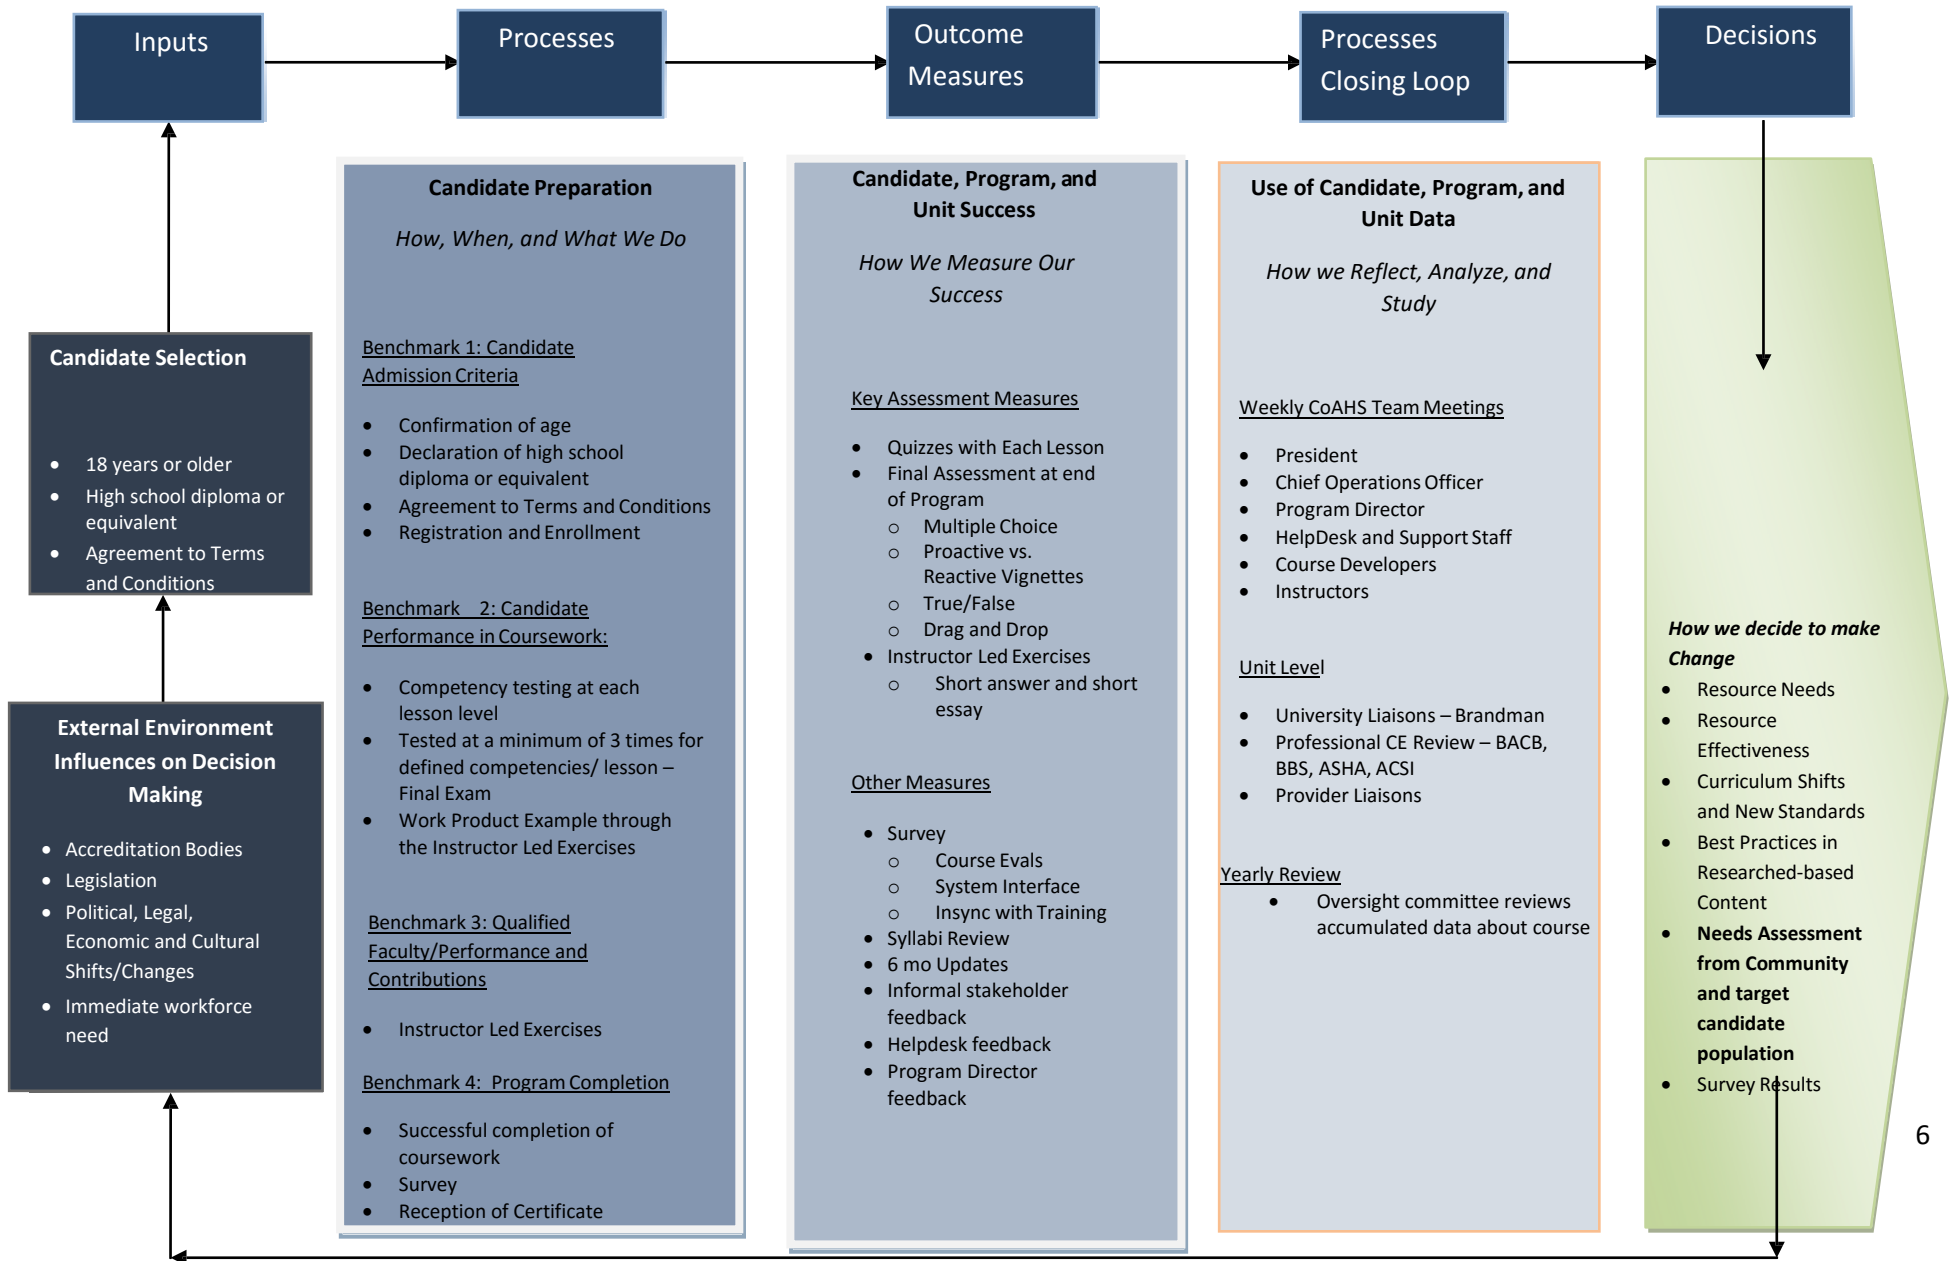 Inputs
Processes
Outcome
Measures
Processes
Closing Loop
Decisions
Candidate Selection
• 18 years or older
• High school diploma or
equivalent
• Agreement to Terms
and Conditions
External Environment
Influences on Decision
Making
• Accreditation Bodies
• Legislation
• Political, Legal,
Economic and Cultural
Shifts/Changes
• Immediate workforce
need
Candidate Preparation
How, When, and What We Do
Benchmark 1: Candidate
Admission Criteria
• Confirmation of age
• Declaration of high school
diploma or equivalent
• Agreement to Terms and Conditions
• Registration and Enrollment
Benchmark 2: Candidate
Performance in Coursework:
• Competency testing at each
lesson level
• Tested at a minimum of 3 times for
defined competencies/ lesson –
Final Exam
• Work Product Example through
the Instructor Led Exercises
Benchmark 3: Qualified
Faculty/Performance and
Contributions
• Instructor Led Exercises
Benchmark 4: Program Completion
• Successful completion of
coursework
• Survey
• Reception of Certificate
Candidate, Program, and
Unit Success
How We Measure Our
Success
Key Assessment Measures
• Quizzes with Each Lesson
• Final Assessment at end
of Program
o Multiple Choice
o Proactive vs.
Reactive Vignettes
o True/False
o Drag and Drop
• Instructor Led Exercises
o Short answer and short
essay
Other Measures
• Survey
o Course Evals
o System Interface
o Insync with Training
• Syllabi Review
• 6 mo Updates
• Informal stakeholder
feedback
• Helpdesk feedback
• Program Director
feedback
Use of Candidate, Program, and
Unit Data
How we Reflect, Analyze, and
Study
Weekly CoAHS Team Meetings
• President
• Chief Operations Officer
• Program Director
• HelpDesk and Support Staff
• Course Developers
• Instructors
Unit Level
• University Liaisons – Brandman
• Professional CE Review – BACB,
BBS, ASHA, ACSI
• Provider Liaisons
Yearly Review
• Oversight committee reviews
accumulated data about course
How we decide to make
Change
• Resource Needs
• Resource
Effectiveness
• Curriculum Shifts
and New Standards
• Best Practices in
Researched-based
Content
• Needs Assessment
from Community
and target
candidate
population
• Survey Results
6